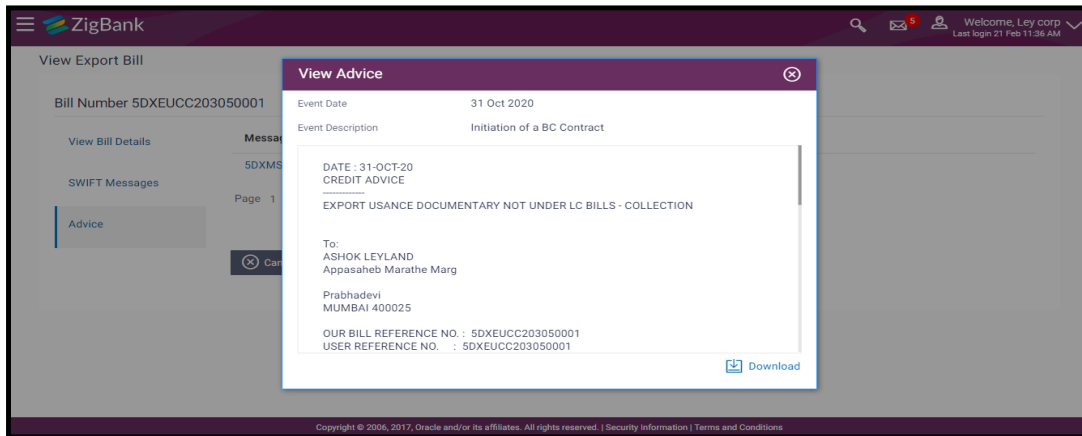 ZigBank
5
Welcome, Ley corp
Last login 21 Feb 11:36 AM
View Export Bill
Bill Number 5DXEUCC203050001
View Bill Details
SWIFT Messages
Advice
Messag
5DXMS
Page 1
Can
View Advice
Event Date 31 Oct 2020
Event Description Initiation of a BC Contract
DATE : 31-OCT-20
CREDIT ADVICE
-------------
EXPORT USANCE DOCUMENTARY NOT UNDER LC BILLS - COLLECTION
To:
ASHOK LEYLAND
Appasaheb Marathe Marg
Prabhadevi
MUMBAI 400025
OUR BILL REFERENCE NO. : 5DXEUCC203050001
USER REFERENCE NO. : 5DXEUCC203050001
Download
Copyright © 2006, 2017, Oracle and/or its affiliates. All rights reserved. | Security Information | Terms and Conditions